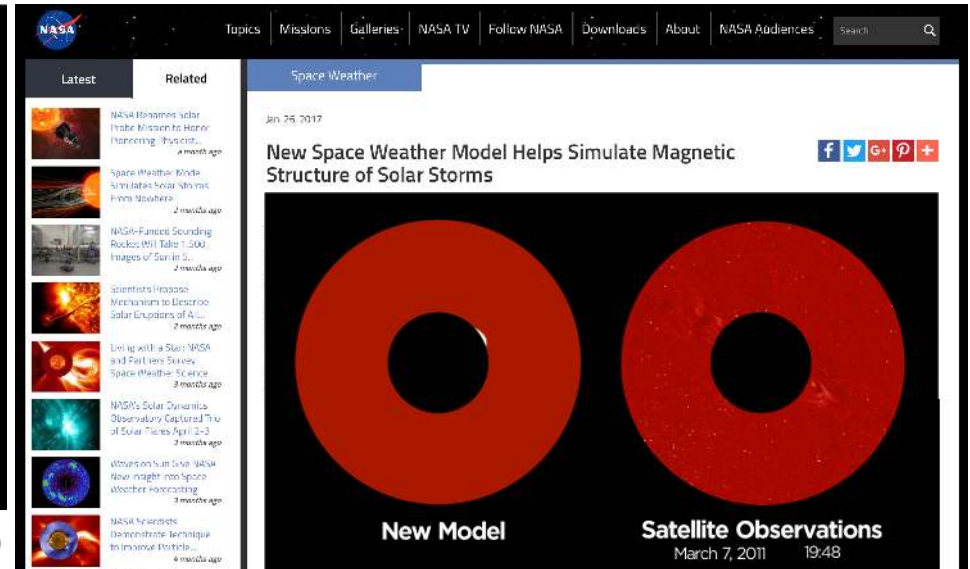 NASA
Topics
Missions
Galleries
NASA TV
Follow NASA
Downloads
About
NASA Audiences
Search
Latest
Related
NASA Renames Solar
Probe Mission to Honor
Pioneering Physicist...
a month ago
Space Weather Model
Simulates Solar Storms
From Nowhere
2 months ago
NASA-Funded Sounding
Rocket Will Take 1,500
Images of Sun in 5...
2 months ago
Scientists Propose
Mechanism to Describe
Solar Eruptions of All...
2 months ago
Living with a Star: NASA
and Partners Survey
Space Weather Science
3 months ago
NASA's Solar Dynamics
Observatory Captured Trio
of Solar Flares April 2-3
3 months ago
Waves on Sun Give NASA
New Insight into Space
Weather Forecasting
3 months ago
NASA Scientists
Demonstrate Technique
to Improve Particle...
4 months ago
Space Weather
Jan. 26, 2017
New Space Weather Model Helps Simulate Magnetic
Structure of Solar Storms
f
G+
New Model
Satellite Observations
March 7, 2011 19:48